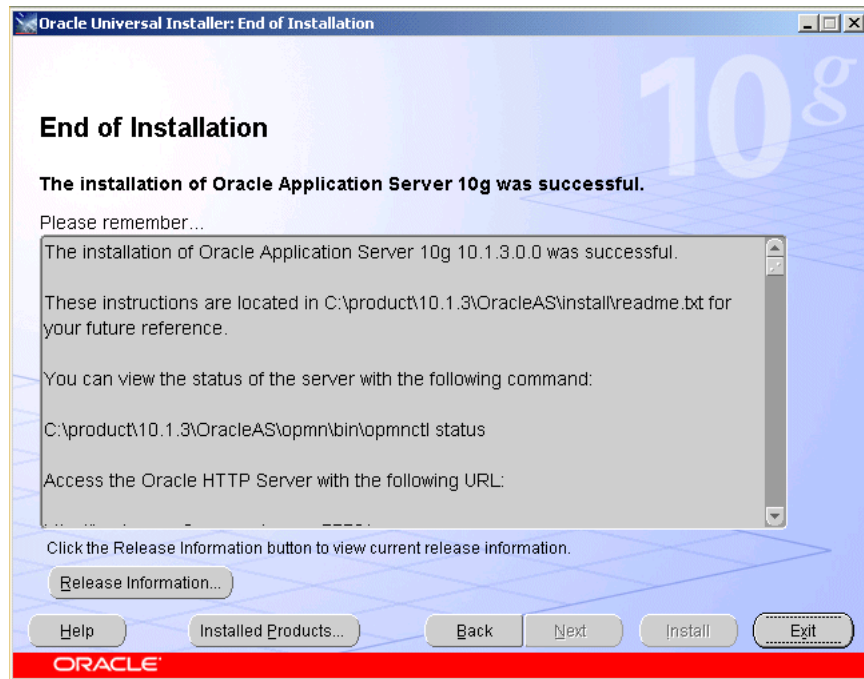 Oracle Universal Installer: End of Installation
10g
End of Installation
The installation of Oracle Application Server 10g was successful.
Please remember...
The installation of Oracle Application Server 10g 10.1.3.0.0 was successful.
These instructions are located in C:\product\10.1.3\OracleAS\install\readme.txt for
your future reference.
You can view the status of the server with the following command:
C:\product\10.1.3\OracleAS\opmn\bin\opmnctl status
Access the Oracle HTTP Server with the following URL:
Click the Release Information button to view current release information.
Release Information...
Help
Installed Products...
Back
Next
Install
Exit
ORACLE